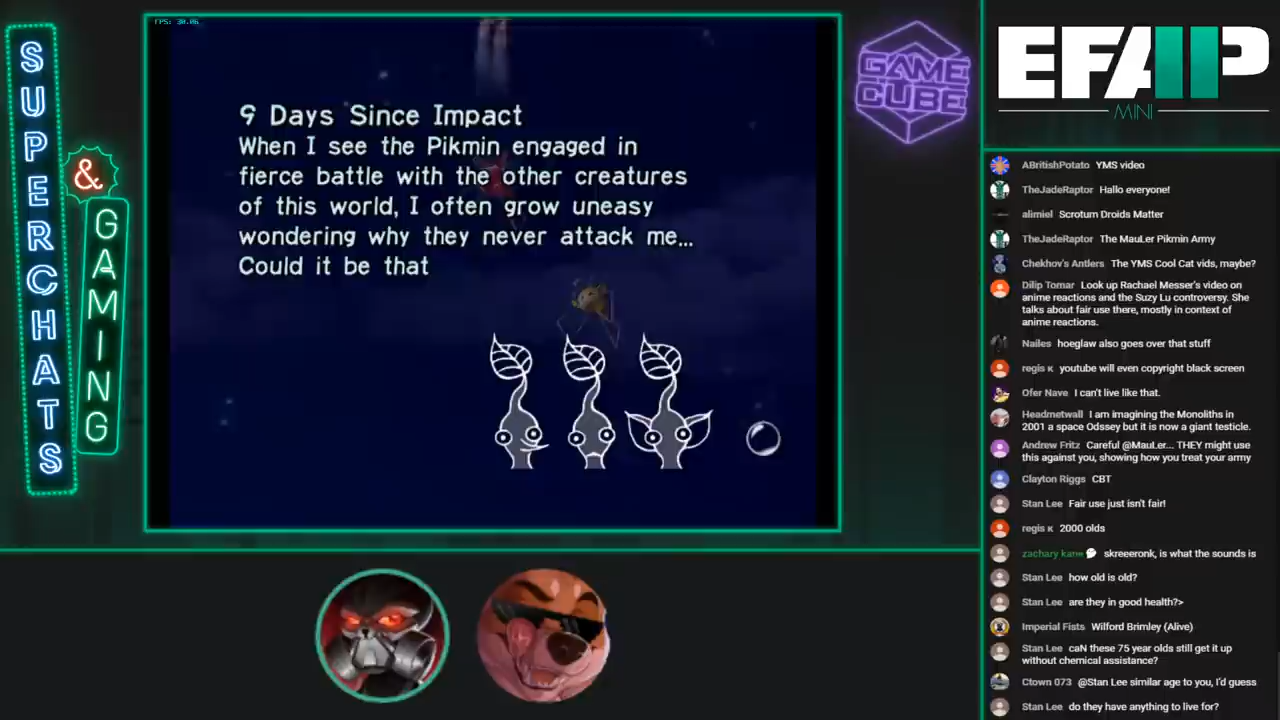 FPS: 30.06
SUPERCHATS
&
GAMING
9 Days Since Impact
When I see the Pikmin engaged in
fierce battle with the other creatures
of this world, I often grow uneasy
wondering why they never attack me...
Could it be that
GAME
CUBE
EFAP
MINI
ABritishPotato YMS video
TheJadeRaptor Hallo everyone!
alimiel Scrotum Droids Matter
TheJadeRaptor The MauLer Pikmin Army
Chekhov's Antlers The YMS Cool Cat vids, maybe?
Dilip Tomar Look up Rachael Messer's video on
anime reactions and the Suzy Lu controversy. She
talks about fair use there, mostly in context of
anime reactions.
Nailes hoeglaw also goes over that stuff
regis κ youtube will even copyright black screen
Ofer Nave I can't live like that.
Headmetwall I am imagining the Monoliths in
2001 a space Odssey but it is now a giant testicle.
Andrew Fritz Careful @MauLer... THEY might use
this against you, showing how you treat your army
Clayton Riggs CBT
Stan Lee Fair use just isn't fair!
regis κ 2000 olds
zachary kane skreeeronk, is what the sounds is
Stan Lee how old is old?
Stan Lee are they in good health?>
Imperial Fists Wilford Brimley (Alive)
Stan Lee caN these 75 year olds still get it up
without chemical assistance?
Ctown 073 @Stan Lee similar age to you, I'd guess
Stan Lee do they have anything to live for?